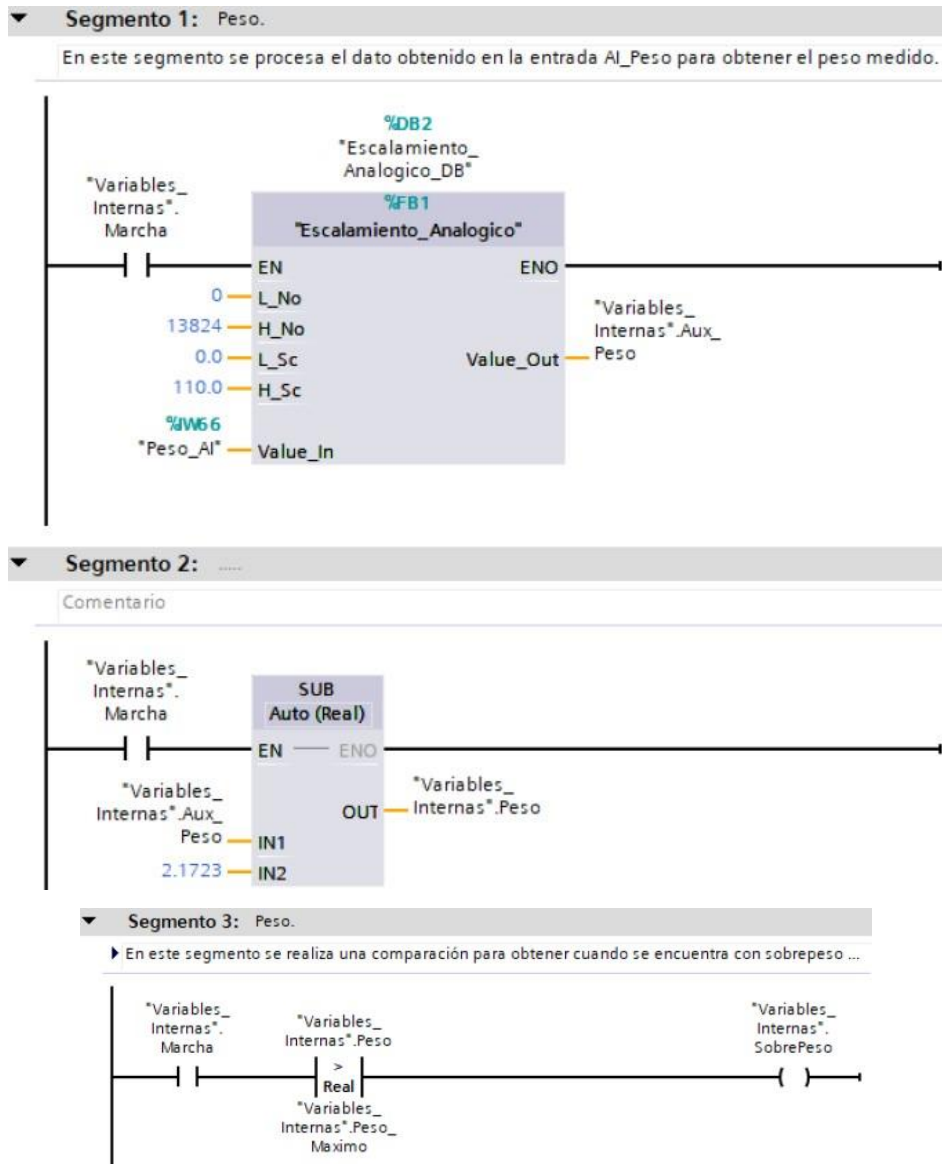 Segmento 1: Peso.
En este segmento se procesa el dato obtenido en la entrada AI_Peso para obtener el peso medido.
%DB2
"Escalamiento_
Analogico_DB"
"Variables_
Internas".
Marcha
%FB1
"Escalamiento_Analogico"
EN
ENO
0
L_No
13824
H_No
0.0
L_Sc
110.0
H_Sc
%IW66
"Peso_AI"
Value_In
Value_Out
"Variables_
Internas".Aux_
Peso
Segmento 2: .....
Comentario
"Variables_
Internas".
Marcha
SUB
Auto (Real)
EN
ENO
"Variables_
Internas".Aux_
Peso
IN1
2.1723
IN2
OUT
"Variables_
Internas".Peso
Segmento 3: Peso.
En este segmento se realiza una comparación para obtener cuando se encuentra con sobrepeso ...
"Variables_
Internas".
Marcha
"Variables_
Internas".Peso
>
Real
"Variables_
Internas".Peso_
Maximo
"Variables_
Internas".
SobrePeso